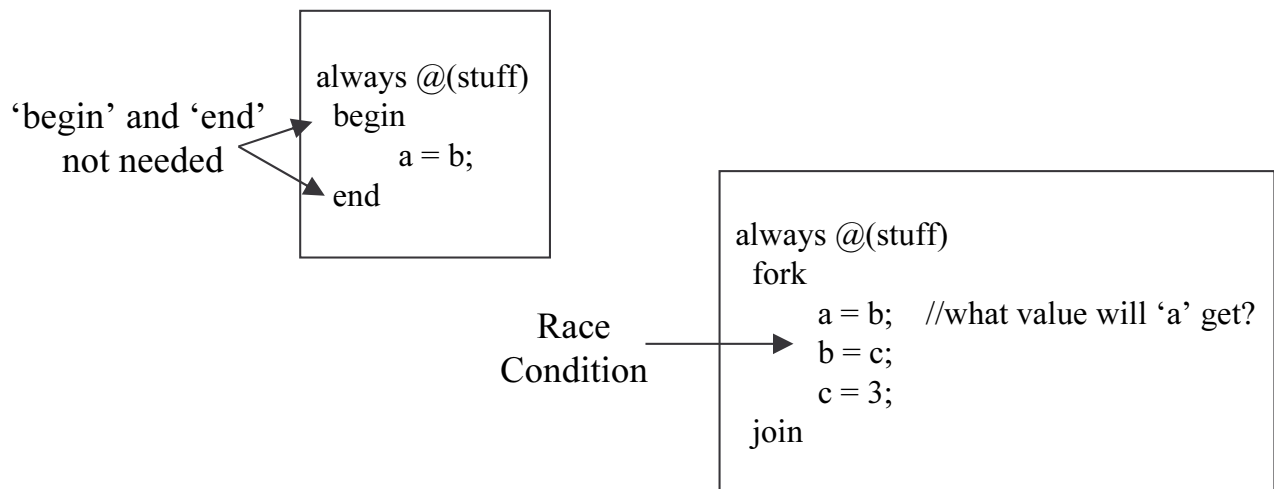 always @(stuff)
begin
a = b;
end
‘begin’ and ‘end’
not needed
always @(stuff)
fork
a = b; //what value will ‘a’ get?
b = c;
c = 3;
join
Race
Condition